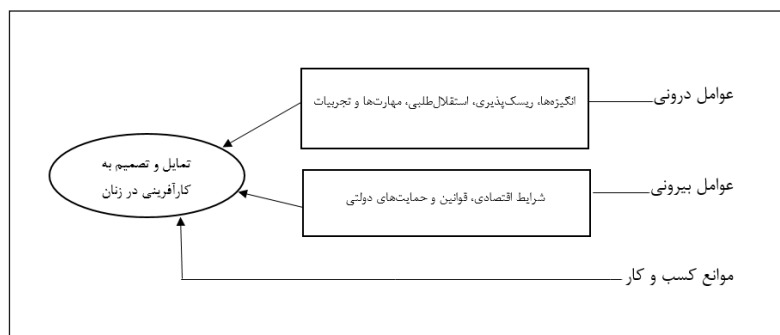 عوامل درونی
انگیزه‌ها، ریسک‌پذیری، استقلال‌طلبی، مهارت‌ها و تجربیات
تمایل و تصمیم به
کارآفرینی در زنان
عوامل بیرونی
شرایط اقتصادی، قوانین و حمایت‌های دولتی
موانع کسب و کار